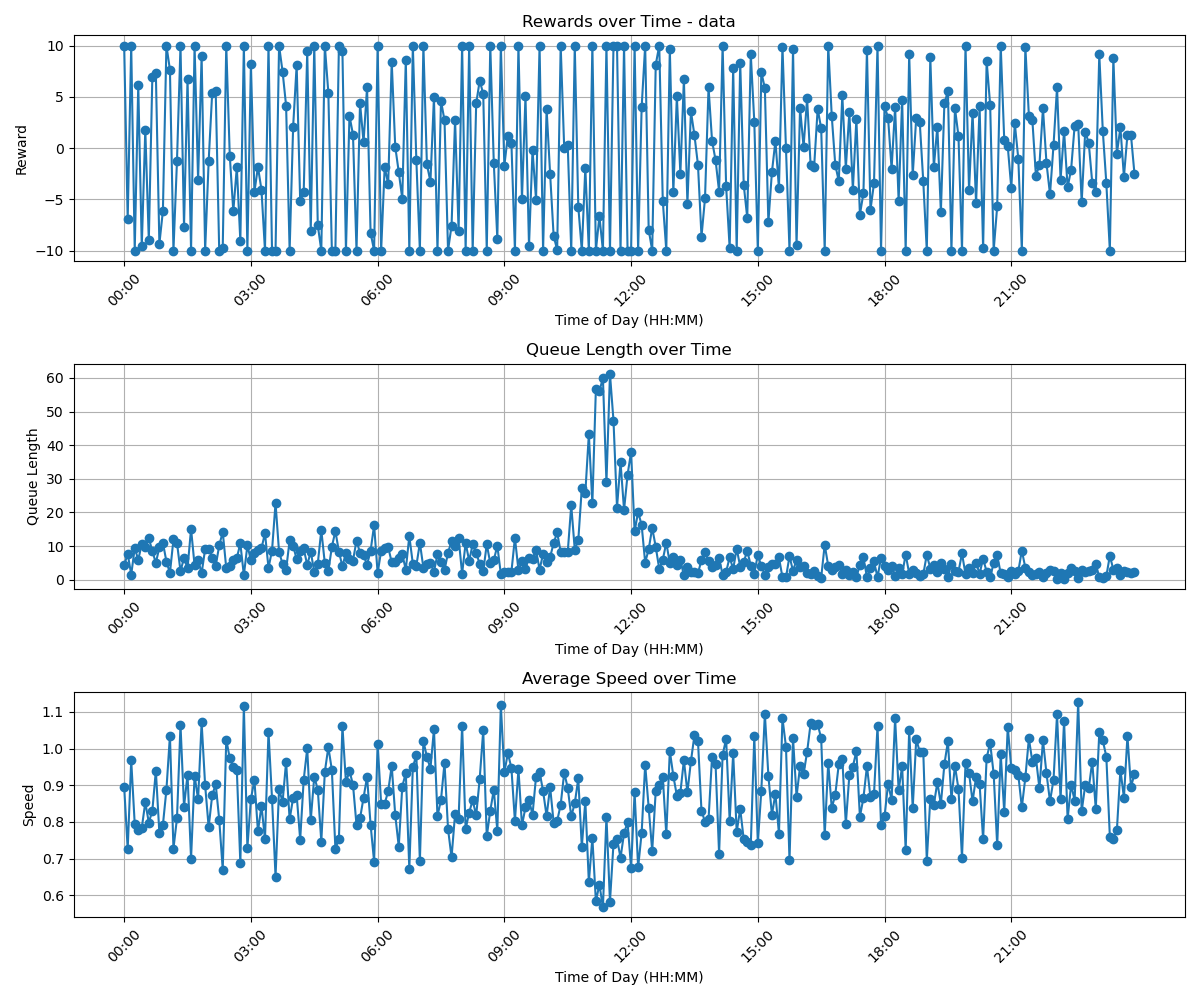 Rewards over Time - data
10
5
0
−5
−10
Reward
00:00 03:00 06:00 09:00 12:00 15:00 18:00 21:00
Time of Day (HH:MM)
Queue Length over Time
60
50
40
30
20
10
0
Queue Length
00:00 03:00 06:00 09:00 12:00 15:00 18:00 21:00
Time of Day (HH:MM)
Average Speed over Time
1.1
1.0
0.9
0.8
0.7
0.6
Speed
00:00 03:00 06:00 09:00 12:00 15:00 18:00 21:00
Time of Day (HH:MM)